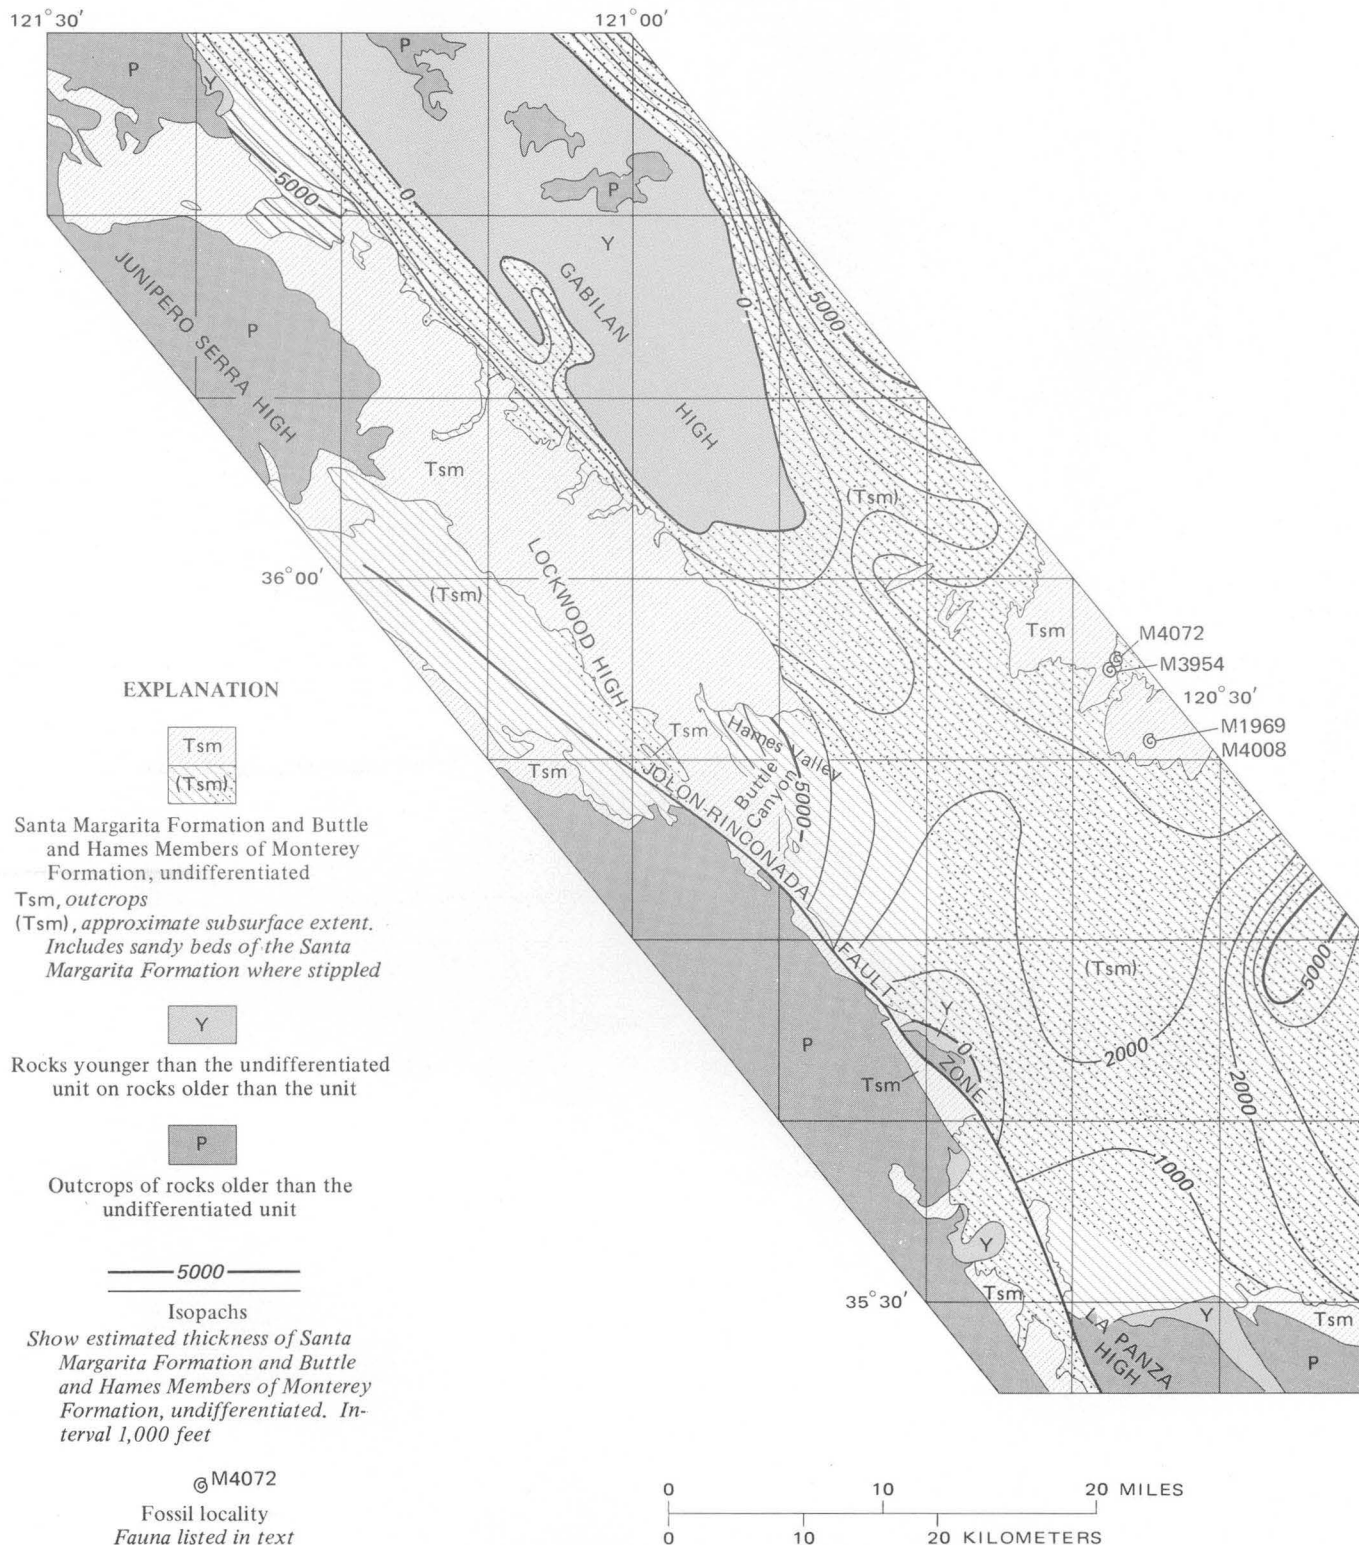 121°30′
121°00′
P
P
Y
P
5000
0
Y
JUNIPERO SERRA HIGH
P
GABILAN
HIGH
0
5000
Tsm
(Tsm)
LOCKWOOD HIGH
36°00′
(Tsm)
Tsm
M4072
M3954
120°30′
M1969
M4008
Tsm
Hames Valley
Buttle
Canyon
5000
Tsm
JOLON-RINCONADA
FAULT
ZONE
(Tsm)
5000
Y
0
P
Tsm
2000
2000
1000
Y
Tsm
35°30′
LA PANZA
HIGH
Y
Tsm
P
EXPLANATION
Tsm
(Tsm)
Santa Margarita Formation and Buttle
and Hames Members of Monterey
Formation, undifferentiated
Tsm, outcrops
(Tsm), approximate subsurface extent.
Includes sandy beds of the Santa
Margarita Formation where stippled
Y
Rocks younger than the undifferentiated
unit on rocks older than the unit
P
Outcrops of rocks older than the
undifferentiated unit
5000
Isopachs
Show estimated thickness of Santa
Margarita Formation and Buttle
and Hames Members of Monterey
Formation, undifferentiated. In-
terval 1,000 feet
M4072
Fossil locality
Fauna listed in text
0 10 20 MILES
0 10 20 KILOMETERS